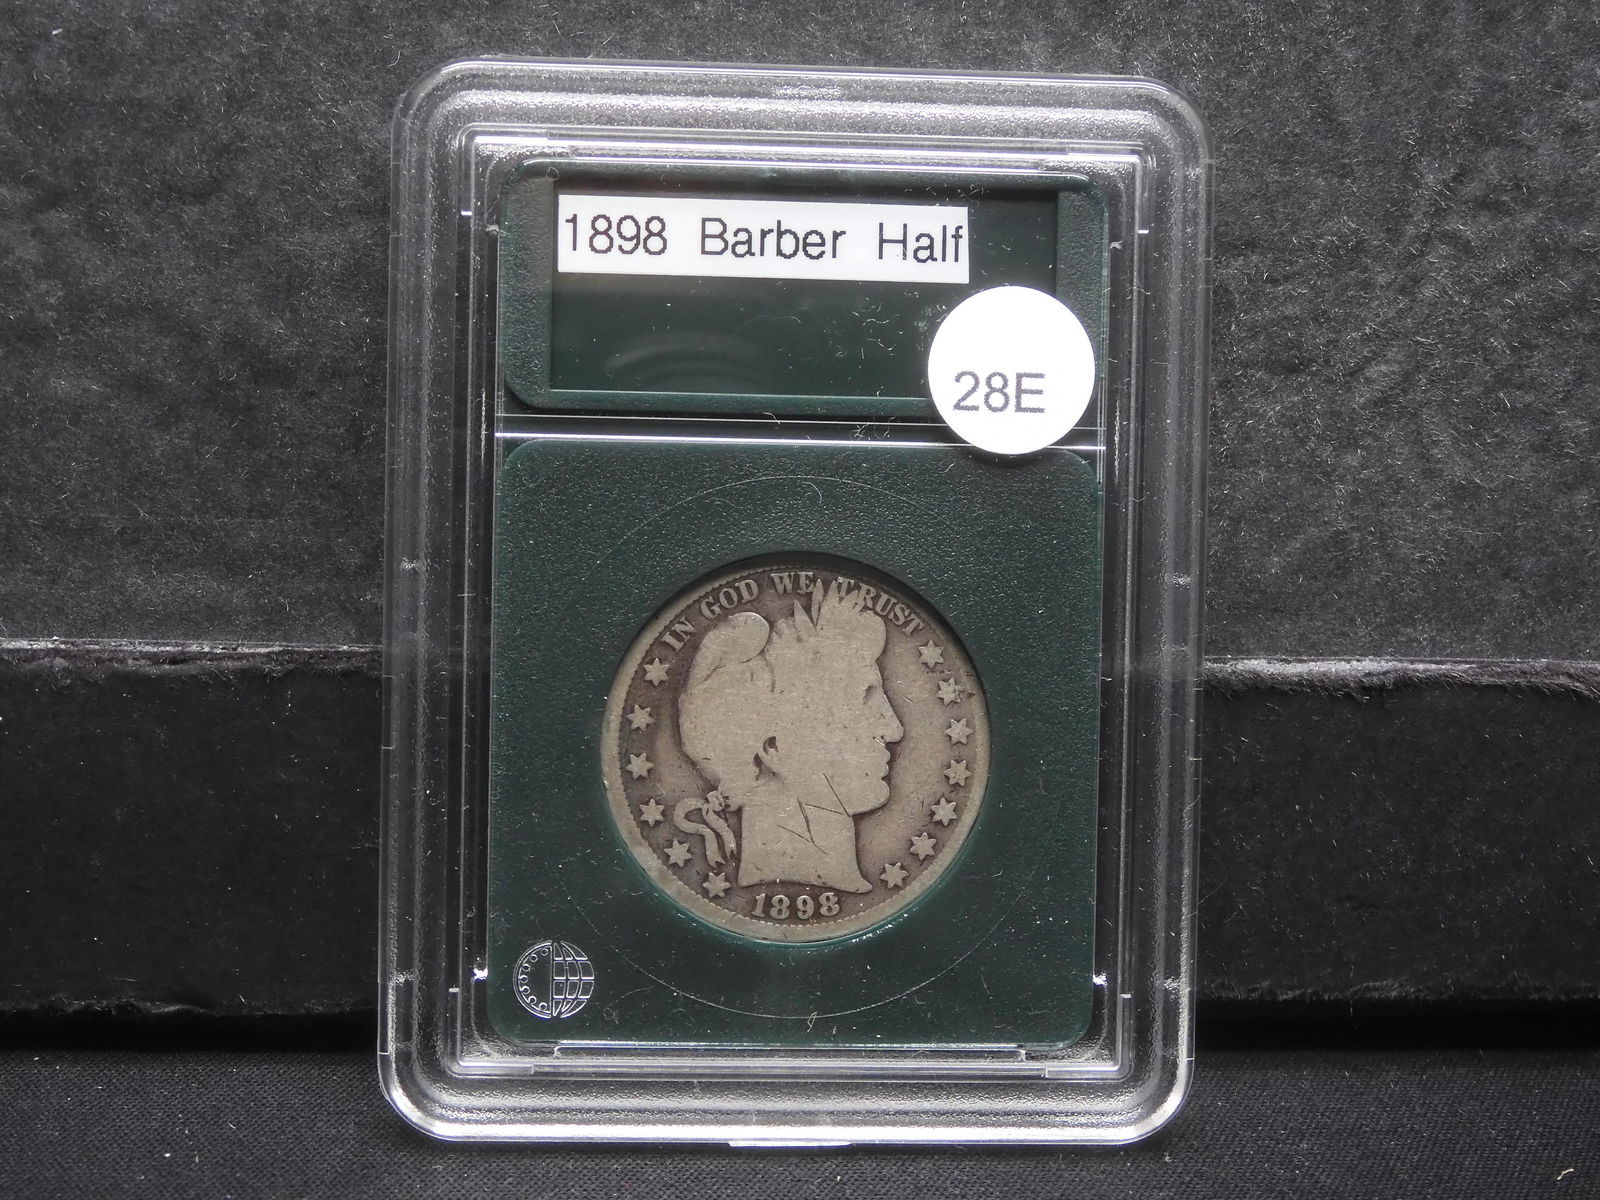 1898 Barber Half
28E
IN GOD WE TRUST
1898